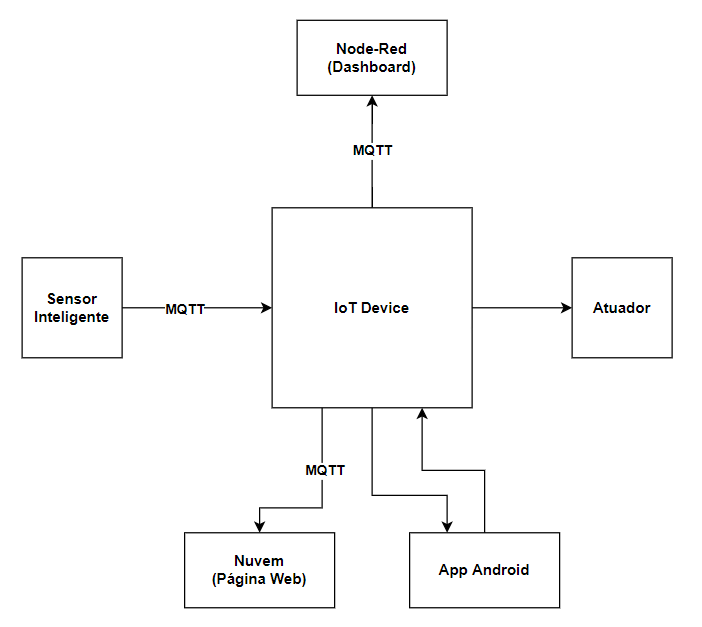 Node-Red
(Dashboard)
MQTT
Sensor
Inteligente
MQTT
IoT Device
Atuador
MQTT
Nuvem
(Página Web)
App Android